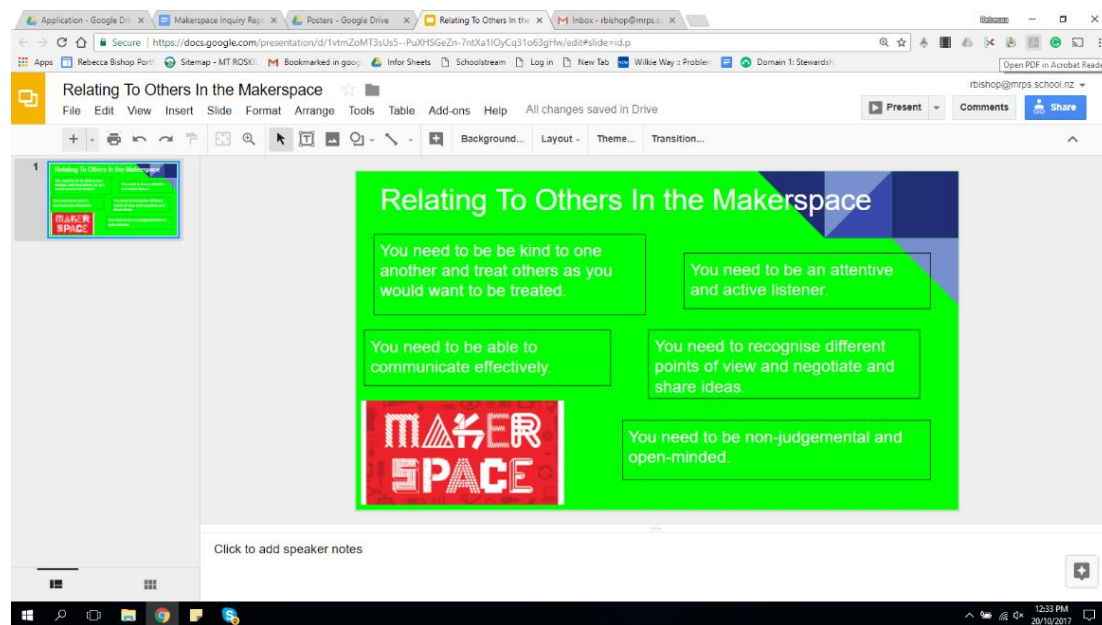 Application - Google Dri
Makerspace Inquiry Rep
Posters - Google Drive
Relating To Others In the
Inbox - rbishop@mrps.sc
Secure | https://docs.google.com/presentation/d/1vtmZoMT3sUs5--PuXHSGeZn-7ntXa1IOyCq31o63gHw/edit#slide=id.p
Apps Rebecca Bishop Portf Sitemap - MT ROSKIL Bookmarked in goog Infor Sheets Schoolstream Log in New Tab Wilkie Way :: Problem Domain 1: Stewardsh
Open PDF in Acrobat Reade
Relating To Others In the Makerspace
rbishop@mrps.school.nz
File Edit View Insert Slide Format Arrange Tools Table Add-ons Help All changes saved in Drive
Present Comments Share
Background... Layout Theme... Transition...
1
Relating To Others In the Makerspace
You need to be be kind to one
another and treat others as you
would want to be treated.
You need to be an attentive
and active listener.
You need to be able to
communicate effectively.
You need to recognise different
points of view and negotiate and
share ideas.
MAKER
SPACE
You need to be non-judgemental and
open-minded.
Click to add speaker notes
12:33 PM
20/10/2017